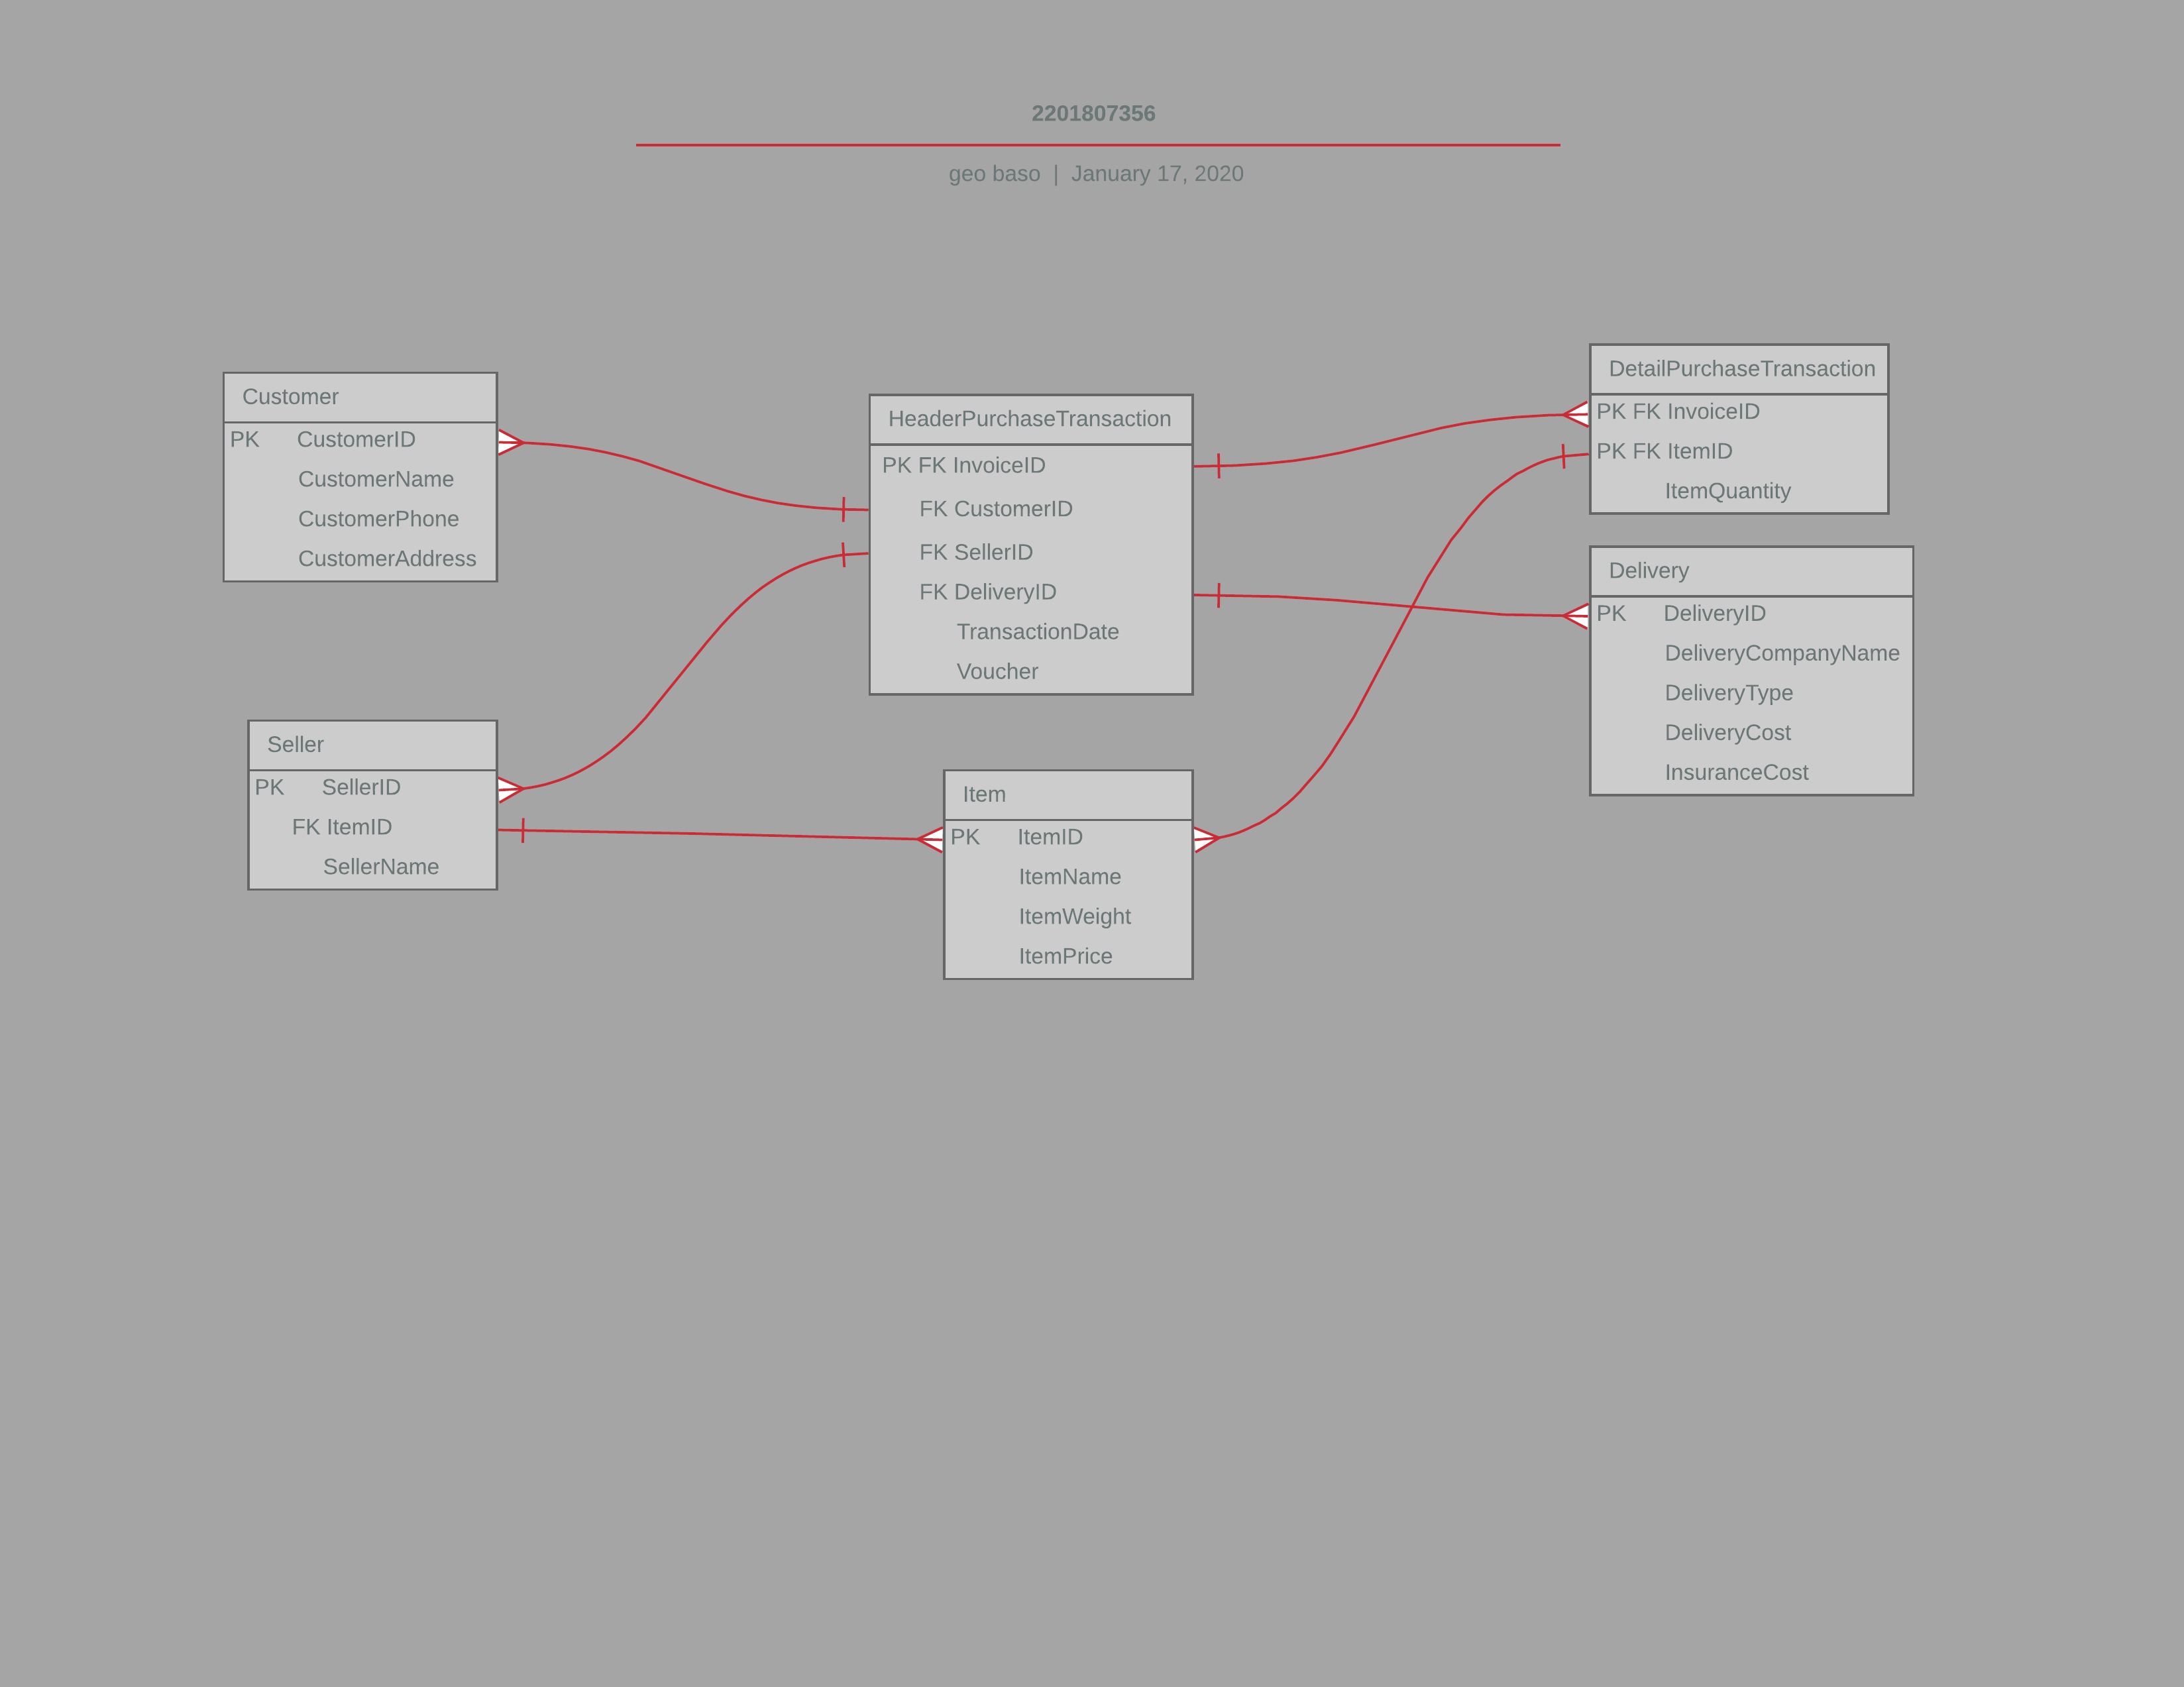 2201807356
geo baso | January 17, 2020
Customer
PK CustomerID
CustomerName
CustomerPhone
CustomerAddress
HeaderPurchaseTransaction
PK FK InvoiceID
FK CustomerID
FK SellerID
FK DeliveryID
TransactionDate
Voucher
DetailPurchaseTransaction
PK FK InvoiceID
PK FK ItemID
ItemQuantity
Delivery
PK DeliveryID
DeliveryCompanyName
DeliveryType
DeliveryCost
InsuranceCost
Seller
PK SellerID
FK ItemID
SellerName
Item
PK ItemID
ItemName
ItemWeight
ItemPrice